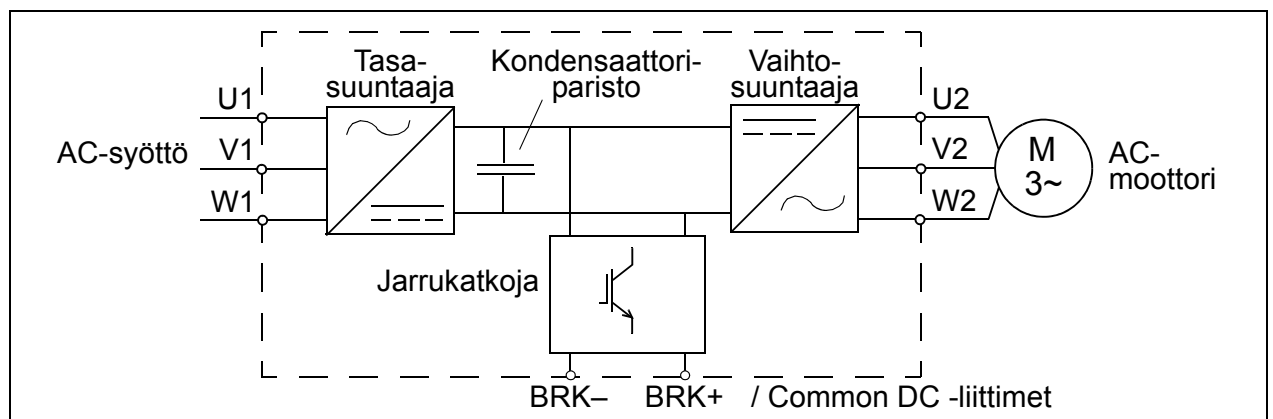 Tasa-
suuntaaja
Kondensaattori-
paristo
Vaihto-
suuntaaja
U1
V1
W1
AC-syöttö
U2
V2
W2
M
3~
AC-
moottori
Jarrukatkoja
BRK–
BRK+
/ Common DC -liittimet